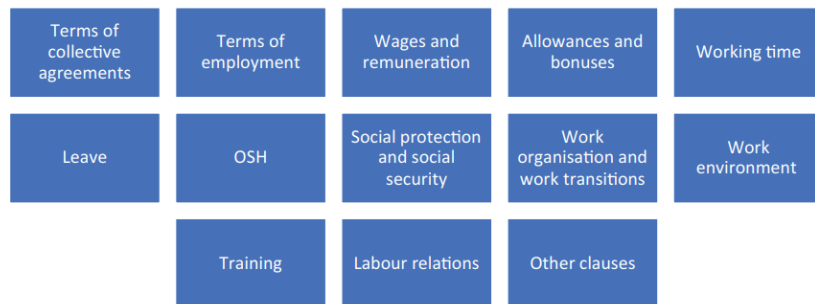 Terms of
collective
agreements
Terms of
employment
Wages and
remuneration
Allowances and
bonuses
Working time
Leave
OSH
Social protection
and social
security
Work
organisation and
work transitions
Work
environment
Training
Labour relations
Other clauses